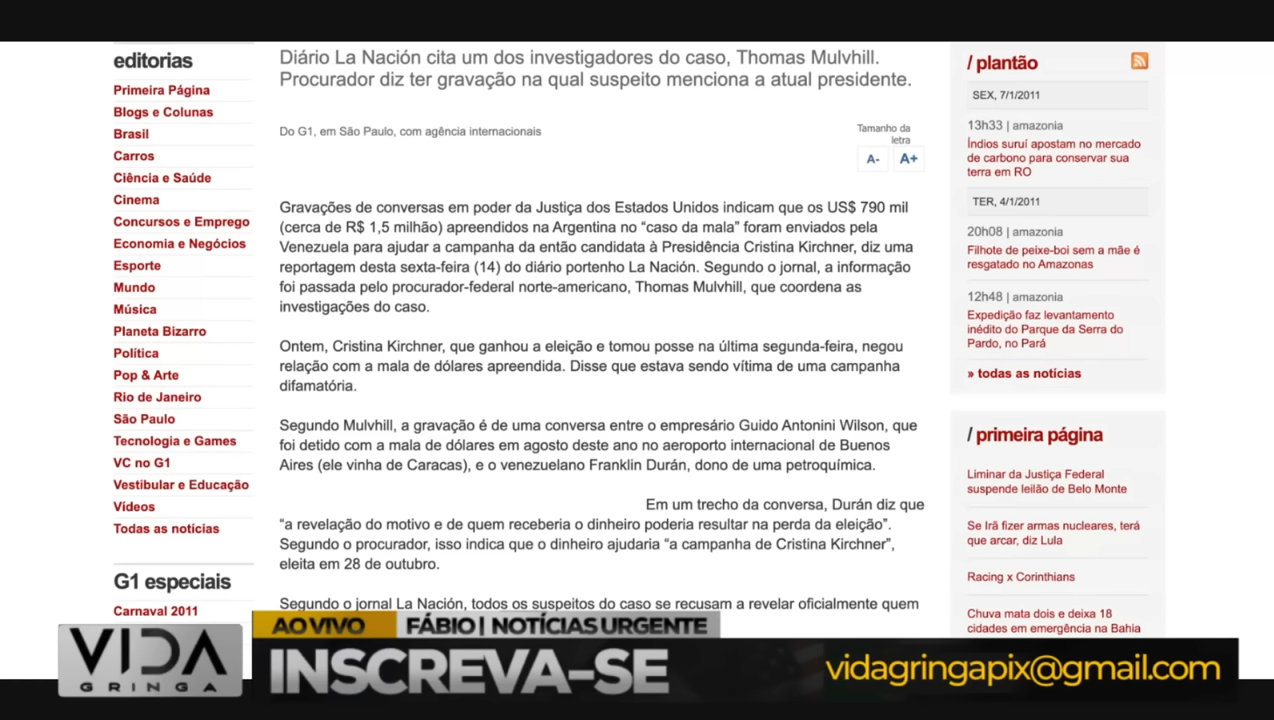 editorias
Primeira Página
Blogs e Colunas
Brasil
Carros
Ciência e Saúde
Cinema
Concursos e Emprego
Economia e Negócios
Esporte
Mundo
Música
Planeta Bizarro
Política
Pop & Arte
Rio de Janeiro
São Paulo
Tecnologia e Games
VC no G1
Vestibular e Educação
Vídeos
Todas as notícias
G1 especiais
Carnaval 2011
Diário La Nación cita um dos investigadores do caso, Thomas Mulvhill.
Procurador diz ter gravação na qual suspeito menciona a atual presidente.
Do G1, em São Paulo, com agência internacionais
Tamanho da
letra
A- A+
Gravações de conversas em poder da Justiça dos Estados Unidos indicam que os US$ 790 mil
(cerca de R$ 1,5 milhão) apreendidos na Argentina no “caso da mala” foram enviados pela
Venezuela para ajudar a campanha da então candidata à Presidência Cristina Kirchner, diz uma
reportagem desta sexta-feira (14) do diário portenho La Nación. Segundo o jornal, a informação
foi passada pelo procurador-federal norte-americano, Thomas Mulvhill, que coordena as
investigações do caso.
Ontem, Cristina Kirchner, que ganhou a eleição e tomou posse na última segunda-feira, negou
relação com a mala de dólares apreendida. Disse que estava sendo vítima de uma campanha
difamatória.
Segundo Mulvhill, a gravação é de uma conversa entre o empresário Guido Antonini Wilson, que
foi detido com a mala de dólares em agosto deste ano no aeroporto internacional de Buenos
Aires (ele vinha de Caracas), e o venezuelano Franklin Durán, dono de uma petroquímica.
Em um trecho da conversa, Durán diz que
“a revelação do motivo e de quem receberia o dinheiro poderia resultar na perda da eleição”.
Segundo o procurador, isso indica que o dinheiro ajudaria “a campanha de Cristina Kirchner”,
eleita em 28 de outubro.
Segundo o jornal La Nación, todos os suspeitos do caso se recusam a revelar oficialmente quem
/ plantão
SEX, 7/1/2011
13h33 | amazonia
Índios suruí apostam no mercado
de carbono para conservar sua
terra em RO
TER, 4/1/2011
20h08 | amazonia
Filhote de peixe-boi sem a mãe é
resgatado no Amazonas
12h48 | amazonia
Expedição faz levantamento
inédito do Parque da Serra do
Pardo, no Pará
» todas as notícias
/ primeira página
Liminar da Justiça Federal
suspende leilão de Belo Monte
Se Irã fizer armas nucleares, terá
que arcar, diz Lula
Racing x Corinthians
Chuva mata dois e deixa 18
cidades em emergência na Bahia
VIDA
GRINGA
AO VIVO FÁBIO | NOTÍCIAS URGENTE
INSCREVA-SE
vidagringapix@gmail.com